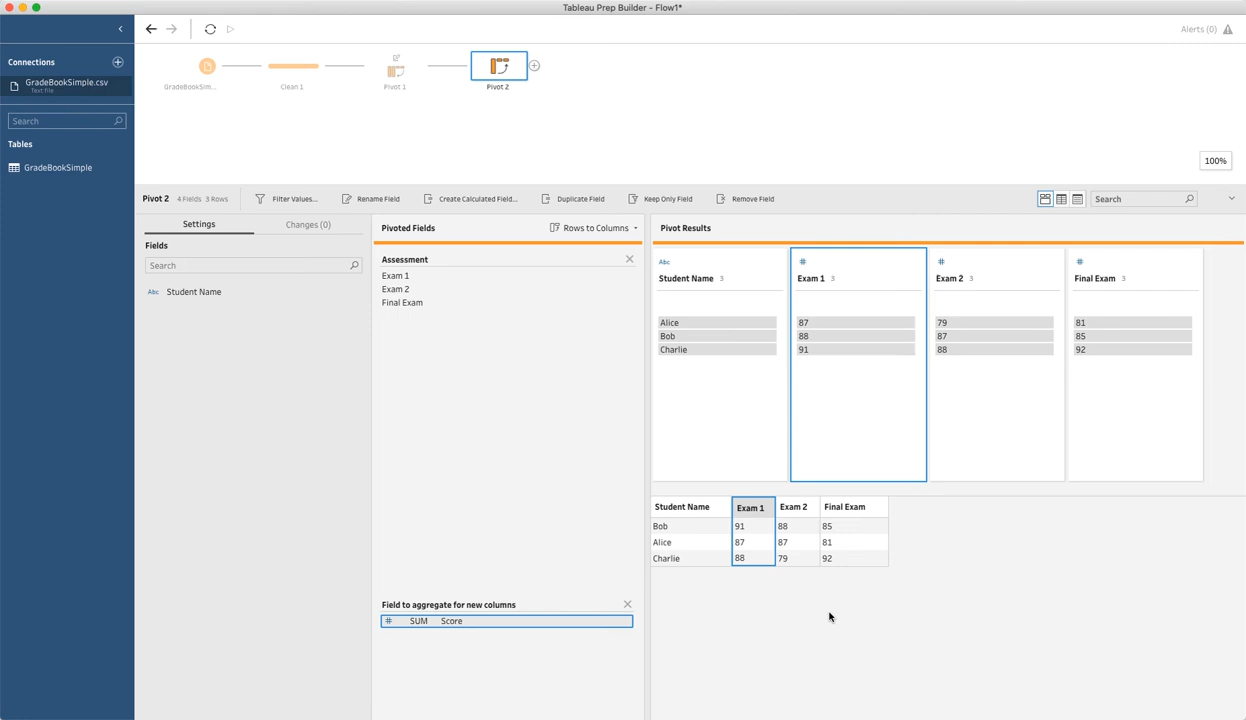 Tableau Prep Builder - Flow1*
Alerts (0)
Connections
GradeBookSimple.csv
Text file
Search
Tables
GradeBookSimple
GradeBookSim...
Clean 1
Pivot 1
Pivot 2
100%
Pivot 2 4 Fields 3 Rows Filter Values... Rename Field Create Calculated Field... Duplicate Field Keep Only Field Remove Field Search
Settings Changes (0)
Fields
Search
Abc Student Name
Pivoted Fields Rows to Columns
Assessment
Exam 1
Exam 2
Final Exam
Field to aggregate for new columns
# SUM Score
Pivot Results
Abc # # #
Student Name 3 Exam 1 3 Exam 2 3 Final Exam 3
Alice 87 79 81
Bob 88 87 85
Charlie 91 88 92
Student Name Exam 1 Exam 2 Final Exam
Bob 91 88 85
Alice 87 87 81
Charlie 88 79 92